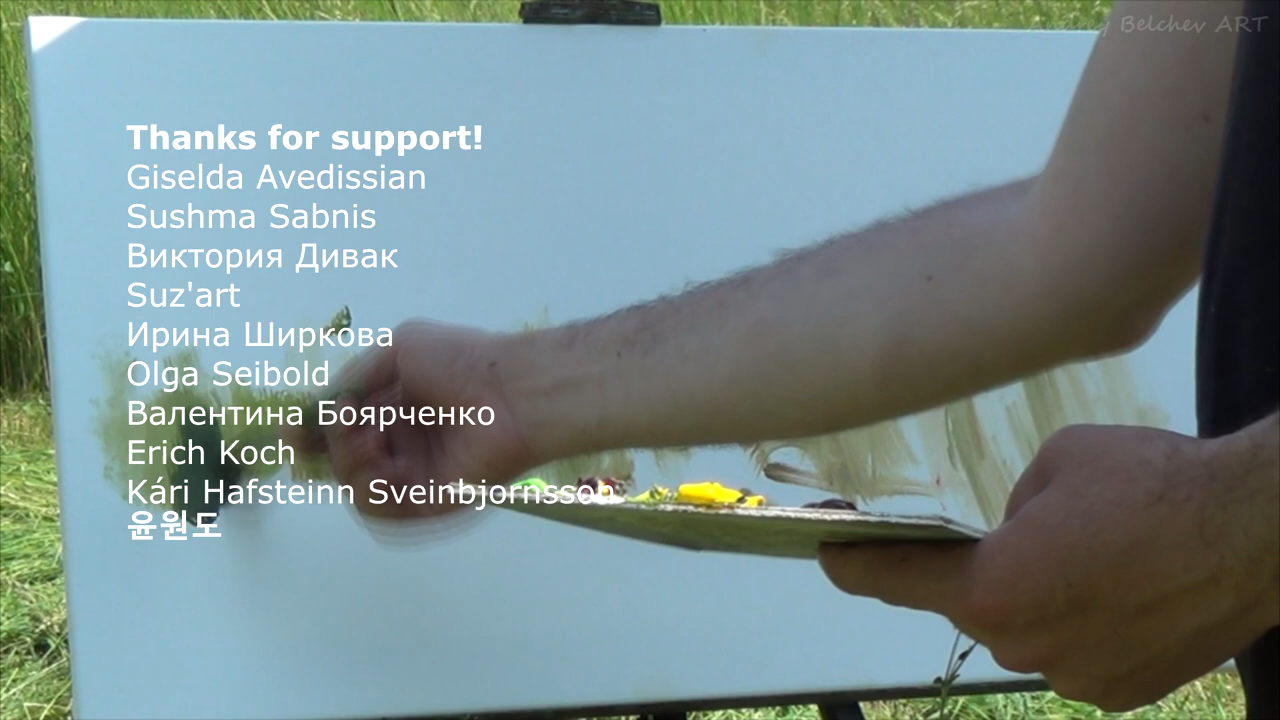 Belchev ART
Thanks for support!
Giselda Avedissian
Sushma Sabnis
Виктория Дивак
Suz'art
Ирина Ширкова
Olga Seibold
Валентина Боярченко
Erich Koch
Kári Hafsteinn Sveinbjornsson
윤원도